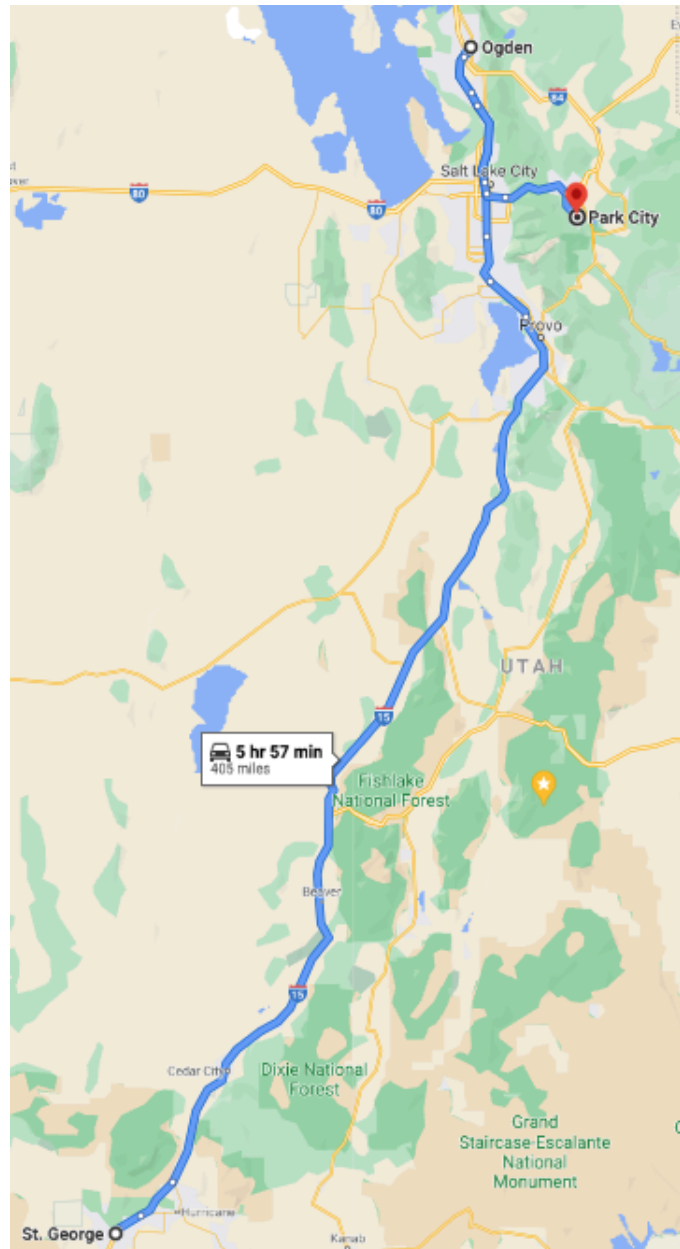 Ogden
84
Salt Lake City
80
80
Park City
Provo
UTAH
15
5 hr 57 min
405 miles
Fishlake
National Forest
Beaver
15
Cedar City
Dixie National
Forest
Grand
Staircase-Escalante
National
Monument
Hurricane
St. George
Kanab